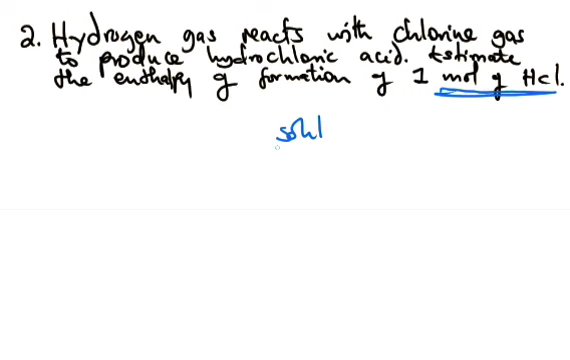 2. Hydrogen gas reacts with chlorine gas
to produce hydrochloric acid. Estimate
the enthalpy of formation of 1 mol of HCl.